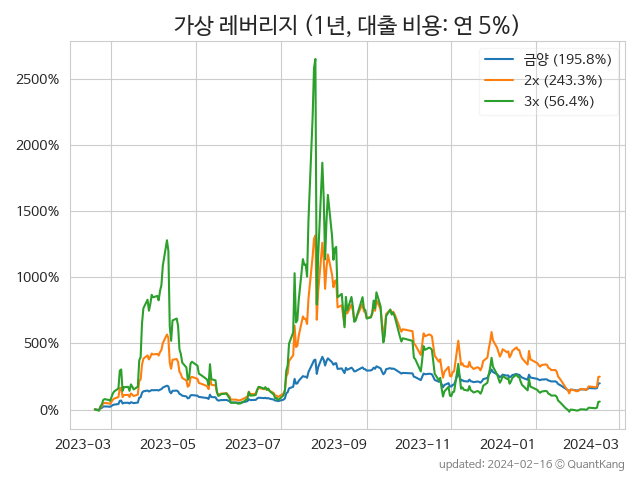 가상 레버리지 (1년, 대출 비용: 연 5%)
금양 (195.8%)
2x (243.3%)
3x (56.4%)
2500%
2000%
1500%
1000%
500%
0%
2023-03 2023-05 2023-07 2023-09 2023-11 2024-01 2024-03
updated: 2024-02-16 © QuantKang